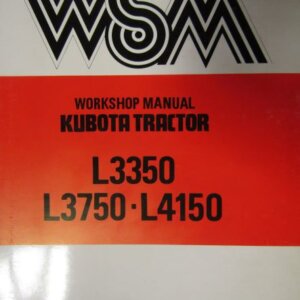 WSM
WORKSHOP MANUAL
KUBOTA TRACTOR
L3350
L3750·L4150